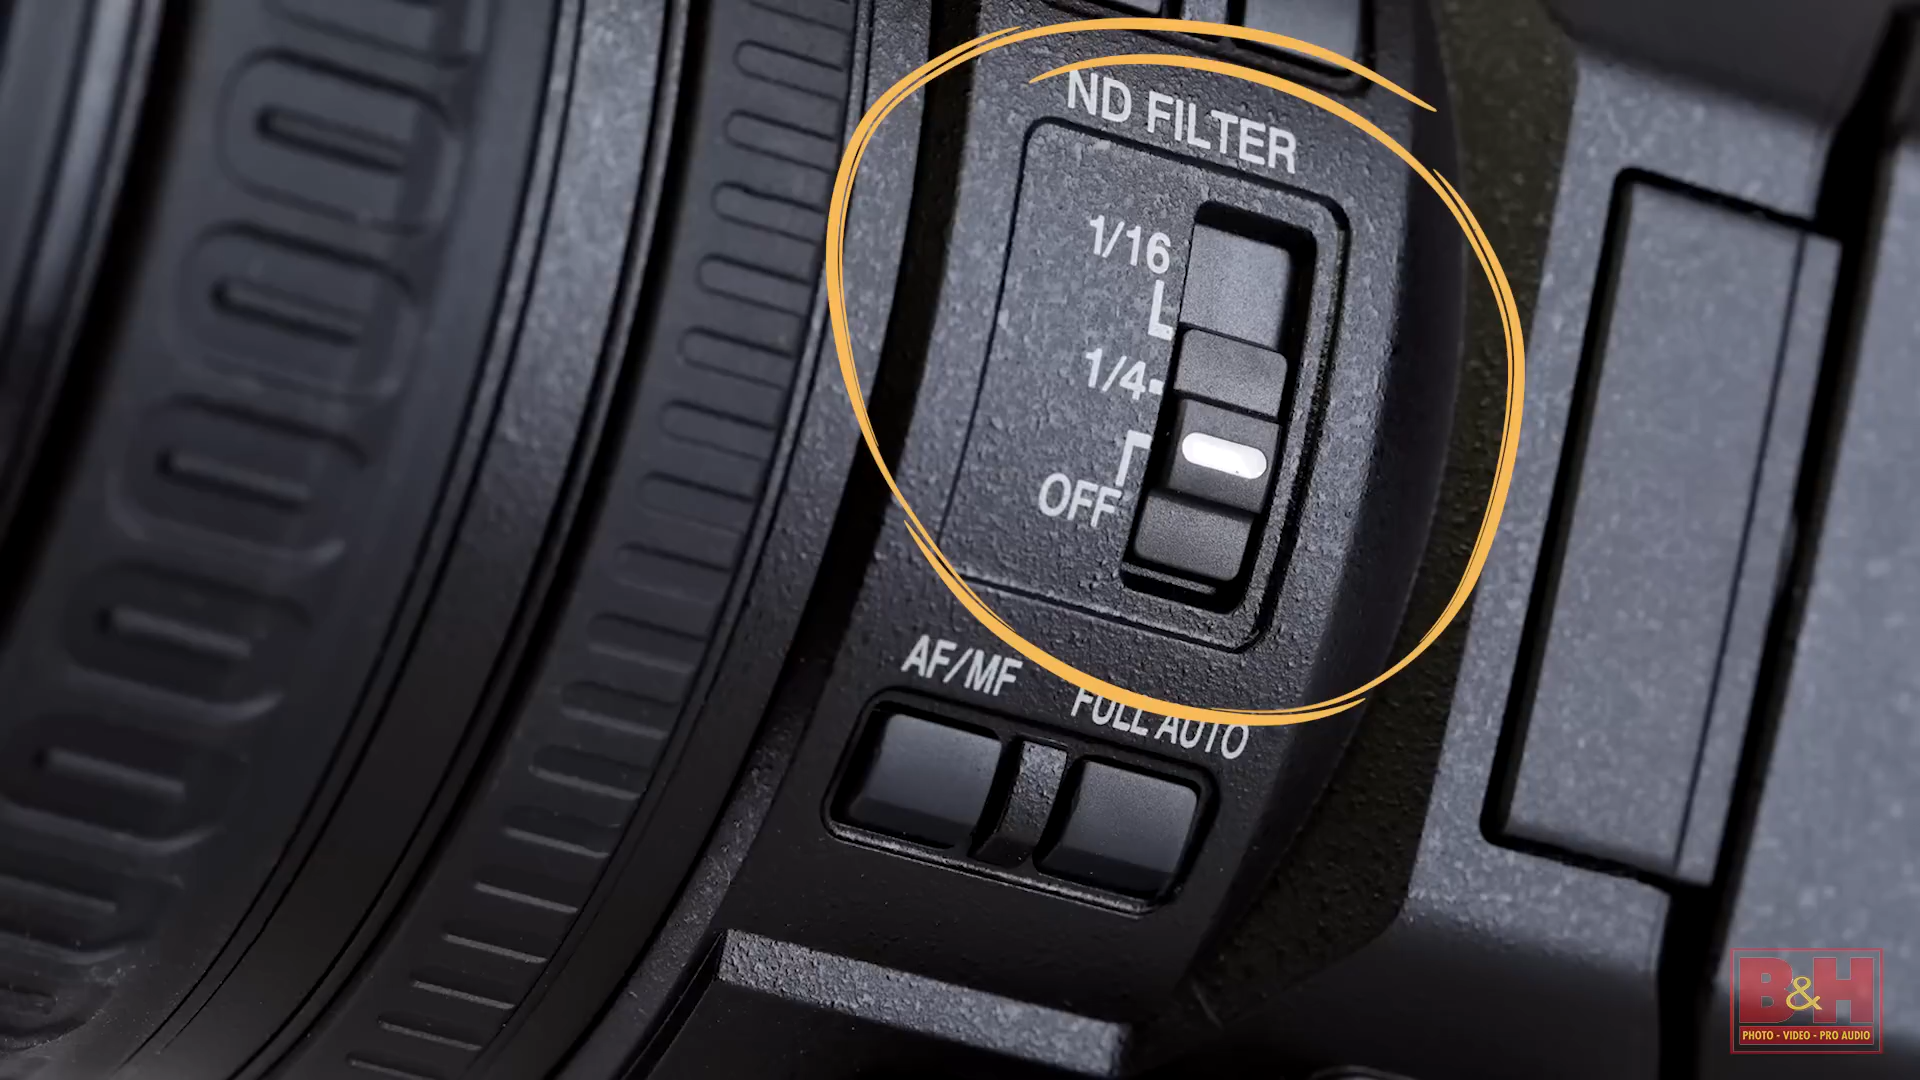 ND FILTER
1/16
1/4
OFF
AF/MF
FULL AUTO
B&H
PHOTO - VIDEO - PRO AUDIO